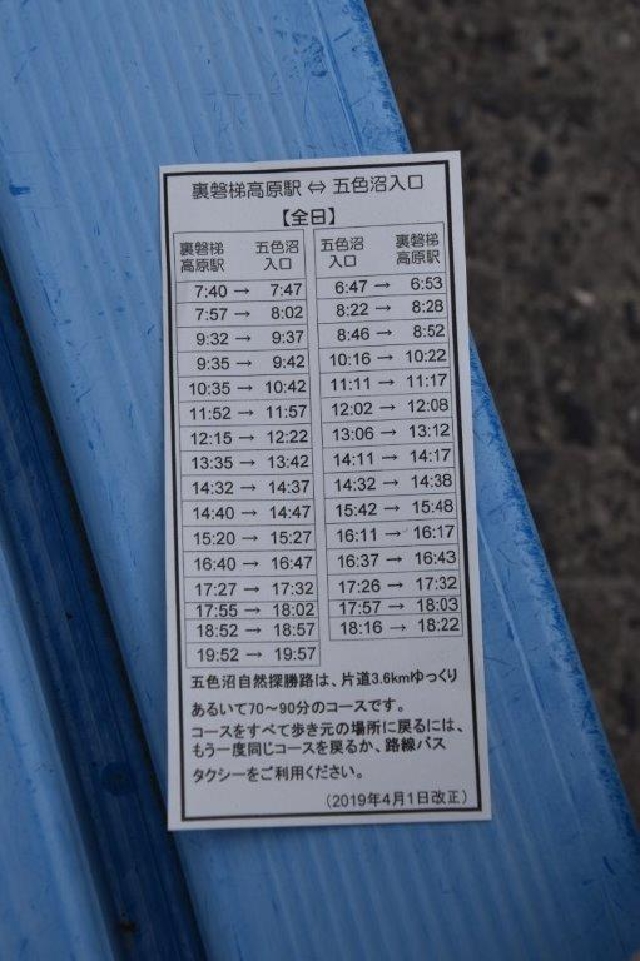 裏磐梯高原駅 ⇔ 五色沼入口
【全日】
裏磐梯高原駅 五色沼入口
7:40 → 7:47
7:57 → 8:02
9:32 → 9:37
9:35 → 9:42
10:35 → 10:42
11:52 → 11:57
12:15 → 12:22
13:35 → 13:42
14:32 → 14:37
14:40 → 14:47
15:20 → 15:27
16:40 → 16:47
17:27 → 17:32
17:55 → 18:02
18:52 → 18:57
19:52 → 19:57
五色沼入口 裏磐梯高原駅
6:47 → 6:53
8:22 → 8:28
8:46 → 8:52
10:16 → 10:22
11:11 → 11:17
12:02 → 12:08
13:06 → 13:12
14:11 → 14:17
14:32 → 14:38
15:42 → 15:48
16:11 → 16:17
16:37 → 16:43
17:26 → 17:32
17:57 → 18:03
18:16 → 18:22
五色沼自然探勝路は、片道3.6kmゆっくり
あるいて70～90分のコースです。
コースをすべて歩き元の場所に戻るには、
もう一度同じコースを戻るか、路線バス
タクシーをご利用ください。
（2019年4月1日改正）